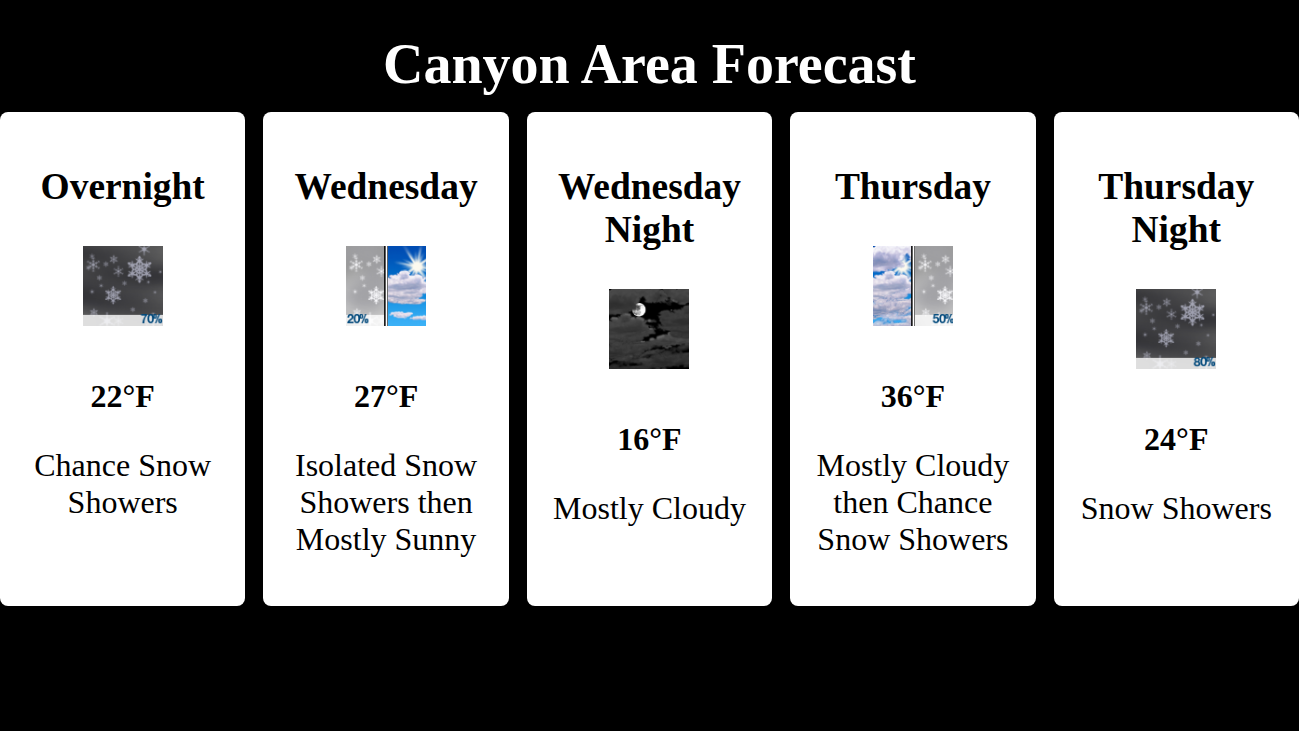 Canyon Area Forecast
Overnight
70%
22°F
Chance Snow
Showers
Wednesday
20%
27°F
Isolated Snow
Showers then
Mostly Sunny
Wednesday
Night
16°F
Mostly Cloudy
Thursday
50%
36°F
Mostly Cloudy
then Chance
Snow Showers
Thursday
Night
80%
24°F
Snow Showers